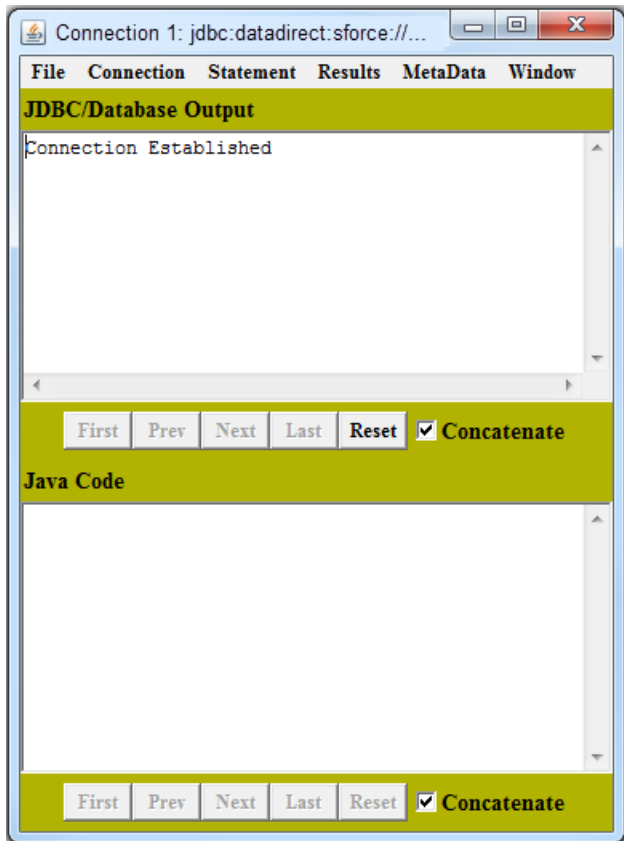 Connection 1: jdbc:datadirect:sforce://...
File Connection Statement Results MetaData Window
JDBC/Database Output
Connection Established
First Prev Next Last Reset Concatenate
Java Code
First Prev Next Last Reset Concatenate